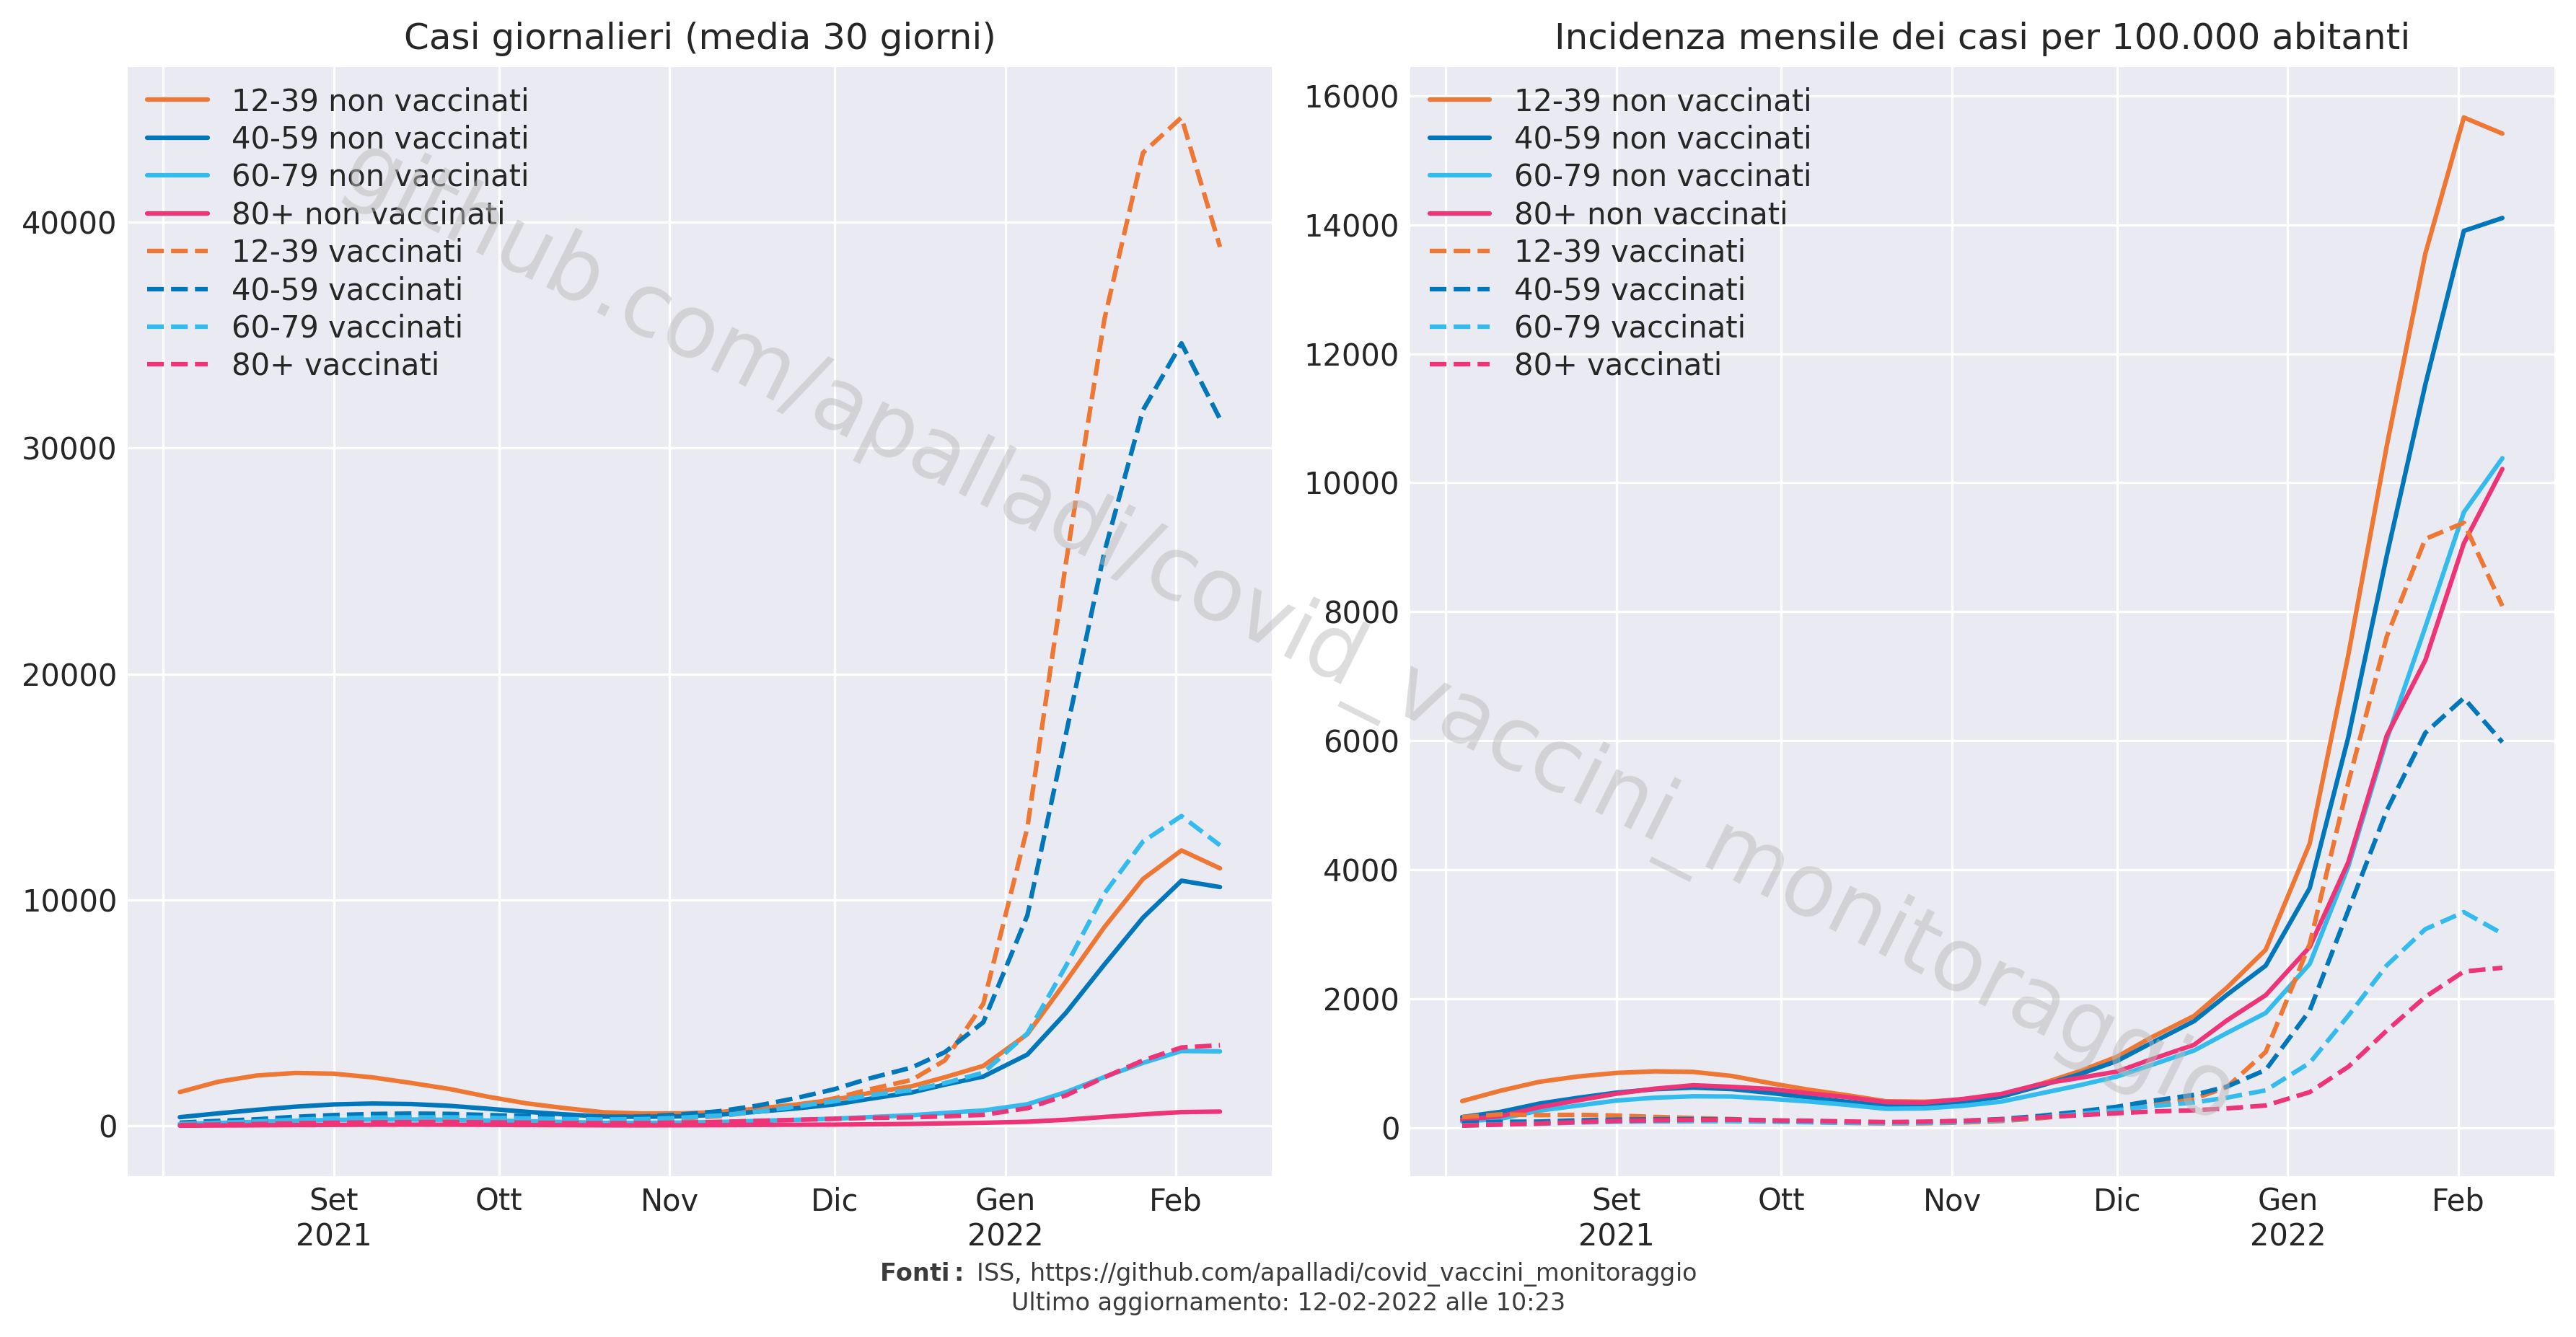 Casi giornalieri (media 30 giorni)
12-39 non vaccinati
40-59 non vaccinati
60-79 non vaccinati
80+ non vaccinati
12-39 vaccinati
40-59 vaccinati
60-79 vaccinati
80+ vaccinati
40000
30000
20000
10000
0
Set
2021
Ott
Nov
Dic
Gen
2022
Feb
Incidenza mensile dei casi per 100.000 abitanti
12-39 non vaccinati
40-59 non vaccinati
60-79 non vaccinati
80+ non vaccinati
12-39 vaccinati
40-59 vaccinati
60-79 vaccinati
80+ vaccinati
16000
14000
12000
10000
8000
6000
4000
2000
0
Set
2021
Ott
Nov
Dic
Gen
2022
Feb
github.com/apalladi/covid_vaccini_monitoraggio
Fonti: ISS, https://github.com/apalladi/covid_vaccini_monitoraggio
Ultimo aggiornamento: 12-02-2022 alle 10:23